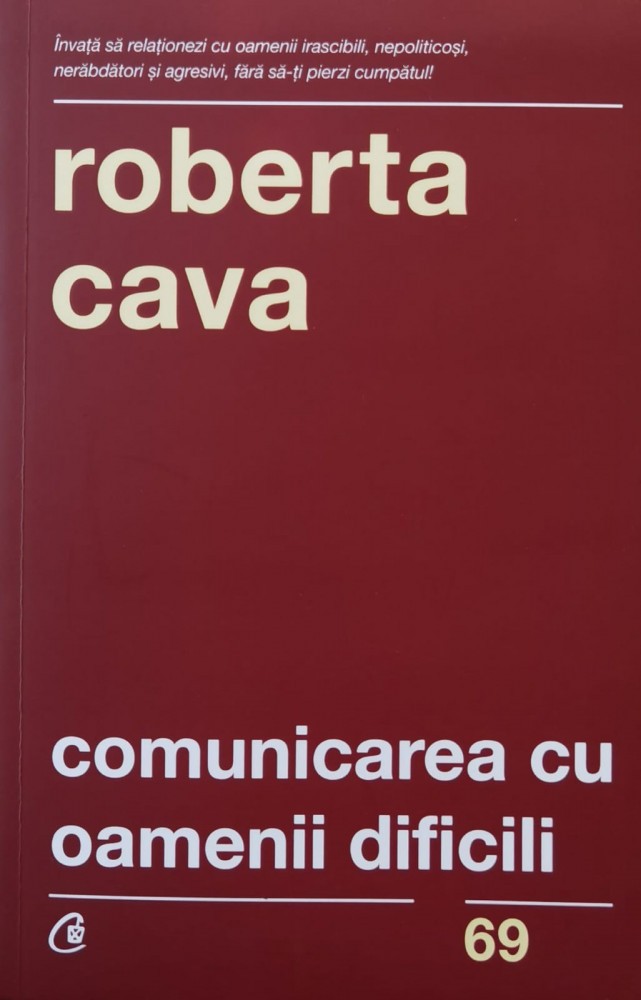 Învață să relaționezi cu oamenii irascibili, nepoliticoși,
nerăbdători și agresivi, fără să-ți pierzi cumpătul!
roberta
cava
comunicarea cu
oamenii dificili
69